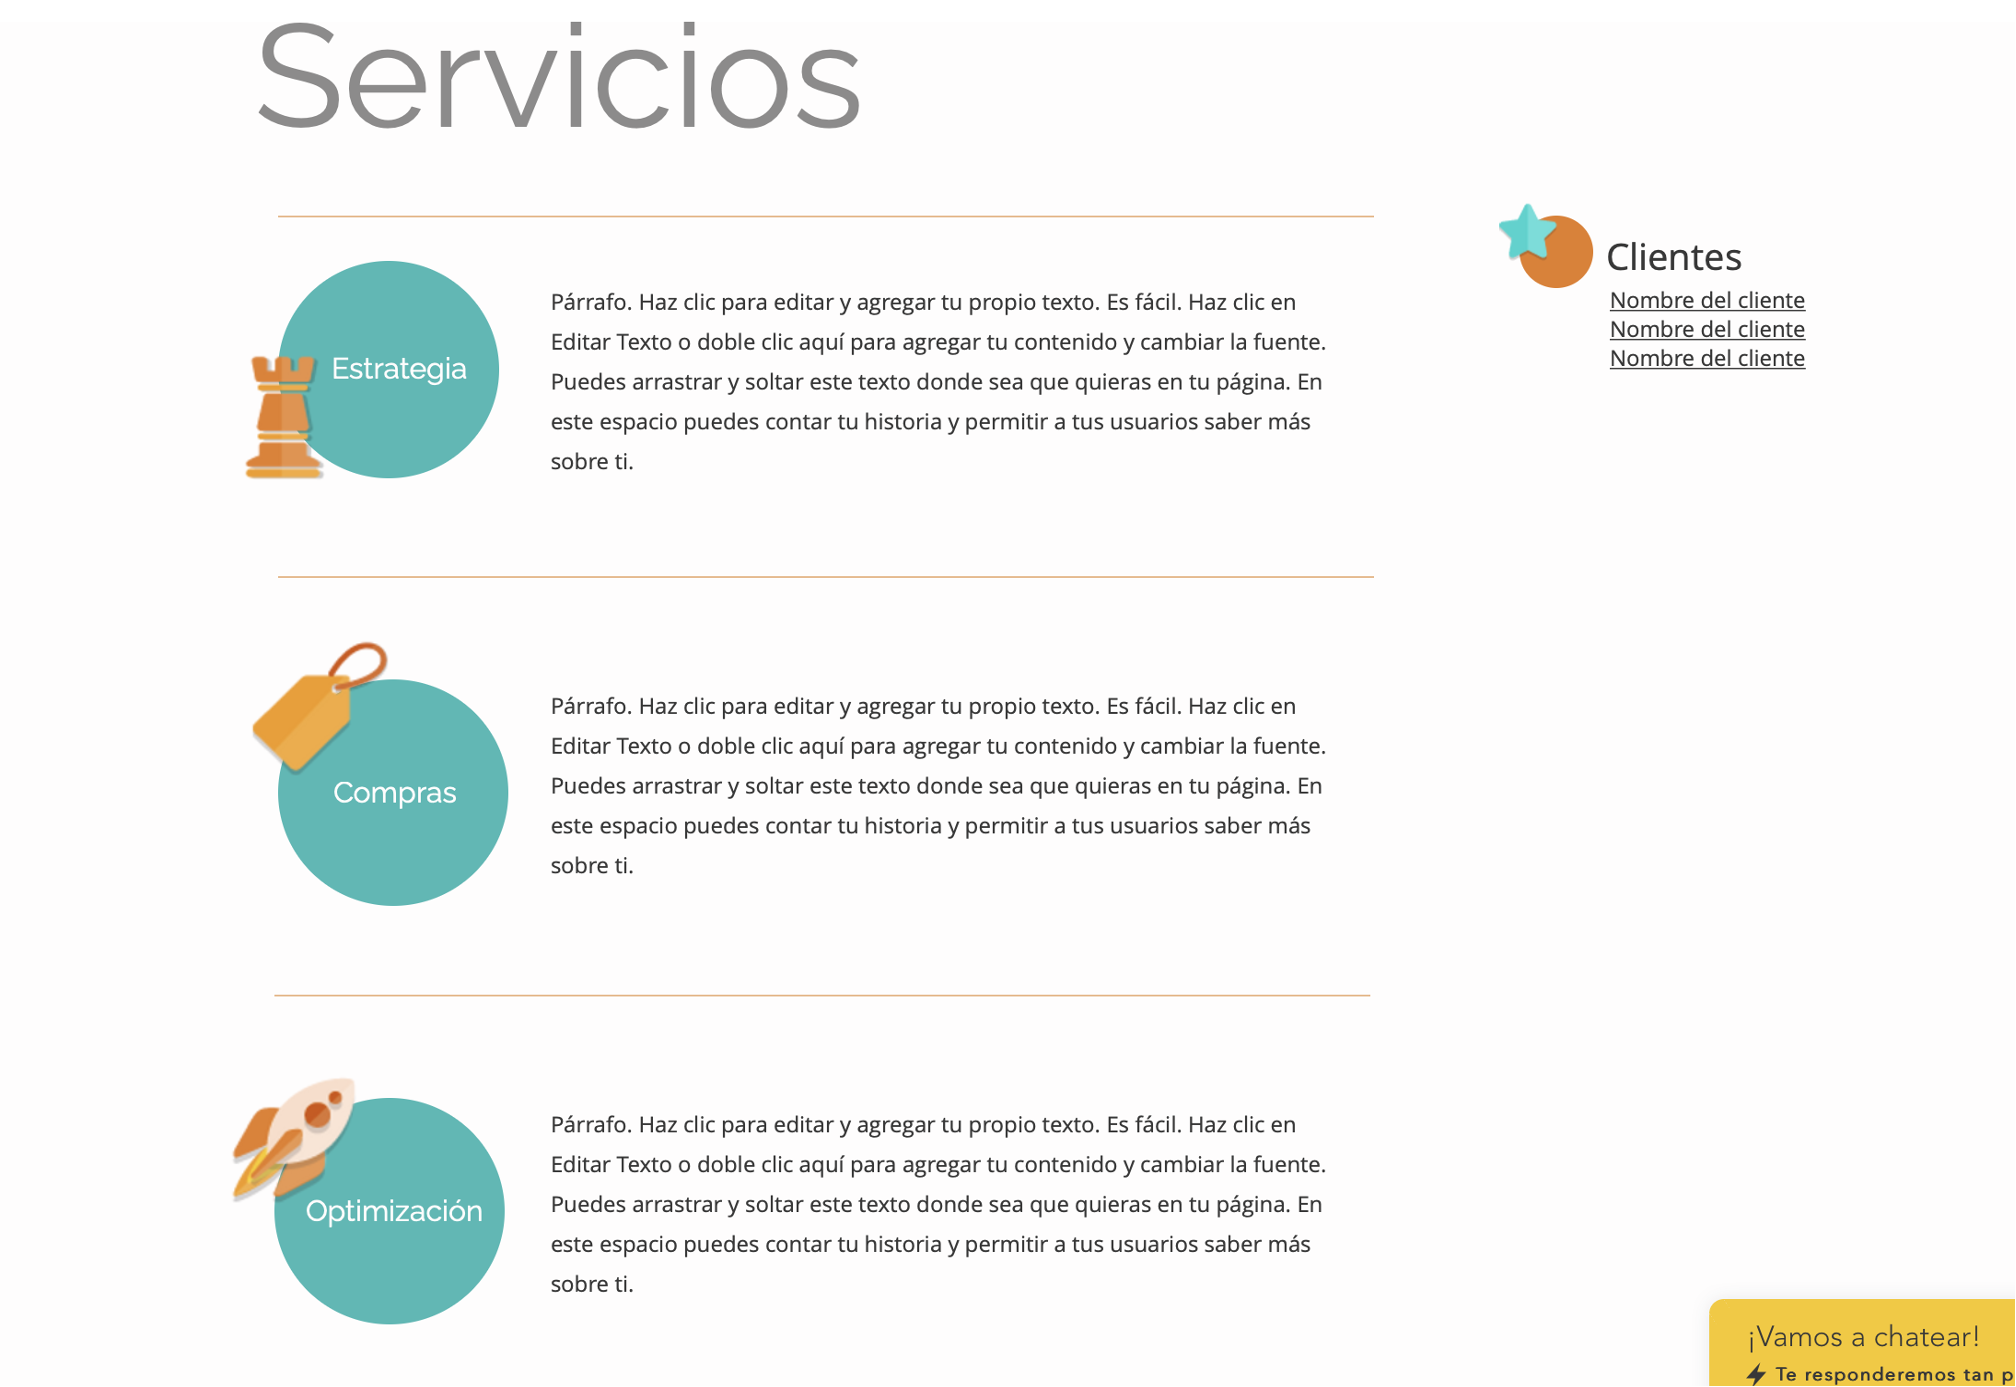 Servicios
Estrategia
Párrafo. Haz clic para editar y agregar tu propio texto. Es fácil. Haz clic en
Editar Texto o doble clic aquí para agregar tu contenido y cambiar la fuente.
Puedes arrastrar y soltar este texto donde sea que quieras en tu página. En
este espacio puedes contar tu historia y permitir a tus usuarios saber más
sobre ti.
Compras
Párrafo. Haz clic para editar y agregar tu propio texto. Es fácil. Haz clic en
Editar Texto o doble clic aquí para agregar tu contenido y cambiar la fuente.
Puedes arrastrar y soltar este texto donde sea que quieras en tu página. En
este espacio puedes contar tu historia y permitir a tus usuarios saber más
sobre ti.
Optimización
Párrafo. Haz clic para editar y agregar tu propio texto. Es fácil. Haz clic en
Editar Texto o doble clic aquí para agregar tu contenido y cambiar la fuente.
Puedes arrastrar y soltar este texto donde sea que quieras en tu página. En
este espacio puedes contar tu historia y permitir a tus usuarios saber más
sobre ti.
Clientes
Nombre del cliente
Nombre del cliente
Nombre del cliente
¡Vamos a chatear!
Te responderemos tan